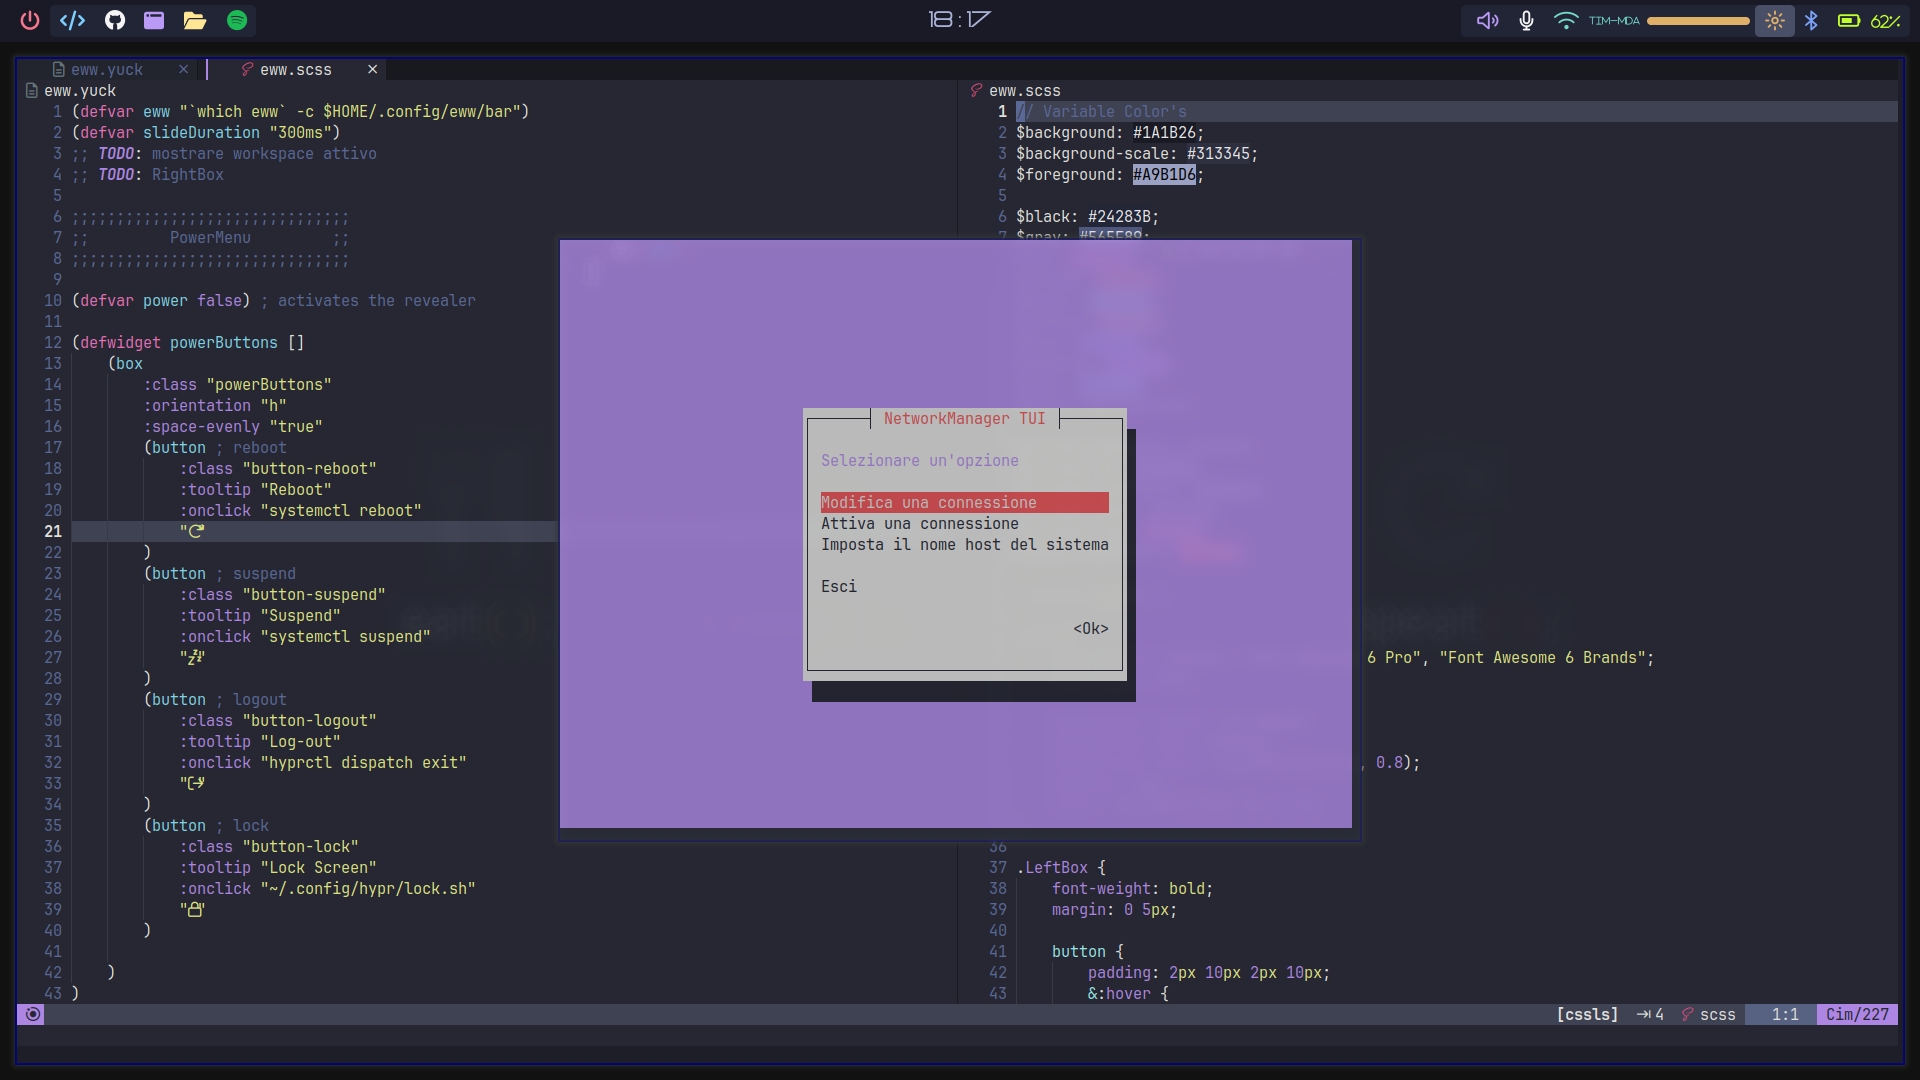 18:17
TIM-MDA
62%
eww.yuck ×
eww.scss ×
eww.yuck
1 (defvar eww "`which eww` -c $HOME/.config/eww/bar")
2 (defvar slideDuration "300ms")
3 ;; TODO: mostrare workspace attivo
4 ;; TODO: RightBox
5
6 ;;;;;;;;;;;;;;;;;;;;;;;;;;;;;;;
7 ;; PowerMenu ;;
8 ;;;;;;;;;;;;;;;;;;;;;;;;;;;;;;;
9
10 (defvar power false) ; activates the revealer
11
12 (defwidget powerButtons []
13 (box
14 :class "powerButtons"
15 :orientation "h"
16 :space-evenly "true"
17 (button ; reboot
18 :class "button-reboot"
19 :tooltip "Reboot"
20 :onclick "systemctl reboot"
21 "
22 )
23 (button ; suspend
24 :class "button-suspend"
25 :tooltip "Suspend"
26 :onclick "systemctl suspend"
27 ""
28 )
29 (button ; logout
30 :class "button-logout"
31 :tooltip "Log-out"
32 :onclick "hyprctl dispatch exit"
33 "
34 )
35 (button ; lock
36 :class "button-lock"
37 :tooltip "Lock Screen"
38 :onclick "~/.config/hypr/lock.sh"
39 ""
40 )
41
42 )
43 )
eww.scss
1 // Variable Color's
2 $background: #1A1B26;
3 $background-scale: #313345;
4 $foreground: #A9B1D6;
5
6 $black: #24283B;
7 $gray: #565F89;
6 Pro", "Font Awesome 6 Brands";
, 0.8);
36
37 .LeftBox {
38 font-weight: bold;
39 margin: 0 5px;
40
41 button {
42 padding: 2px 10px 2px 10px;
43 &:hover {
NetworkManager TUI
Selezionare un'opzione
Modifica una connessione
Attiva una connessione
Imposta il nome host del sistema
Esci
<Ok>
[cssls] 4 scss 1:1 Cim/227